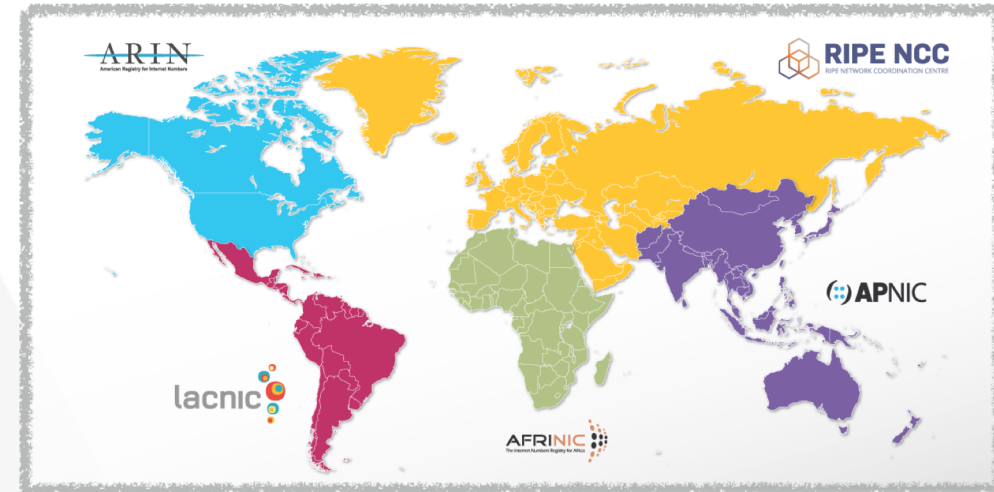 ARIN
American Registry for Internet Numbers
RIPE NCC
RIPE NETWORK COORDINATION CENTRE
APNIC
lacnic
AFRINIC
The Internet Numbers Registry for Africa